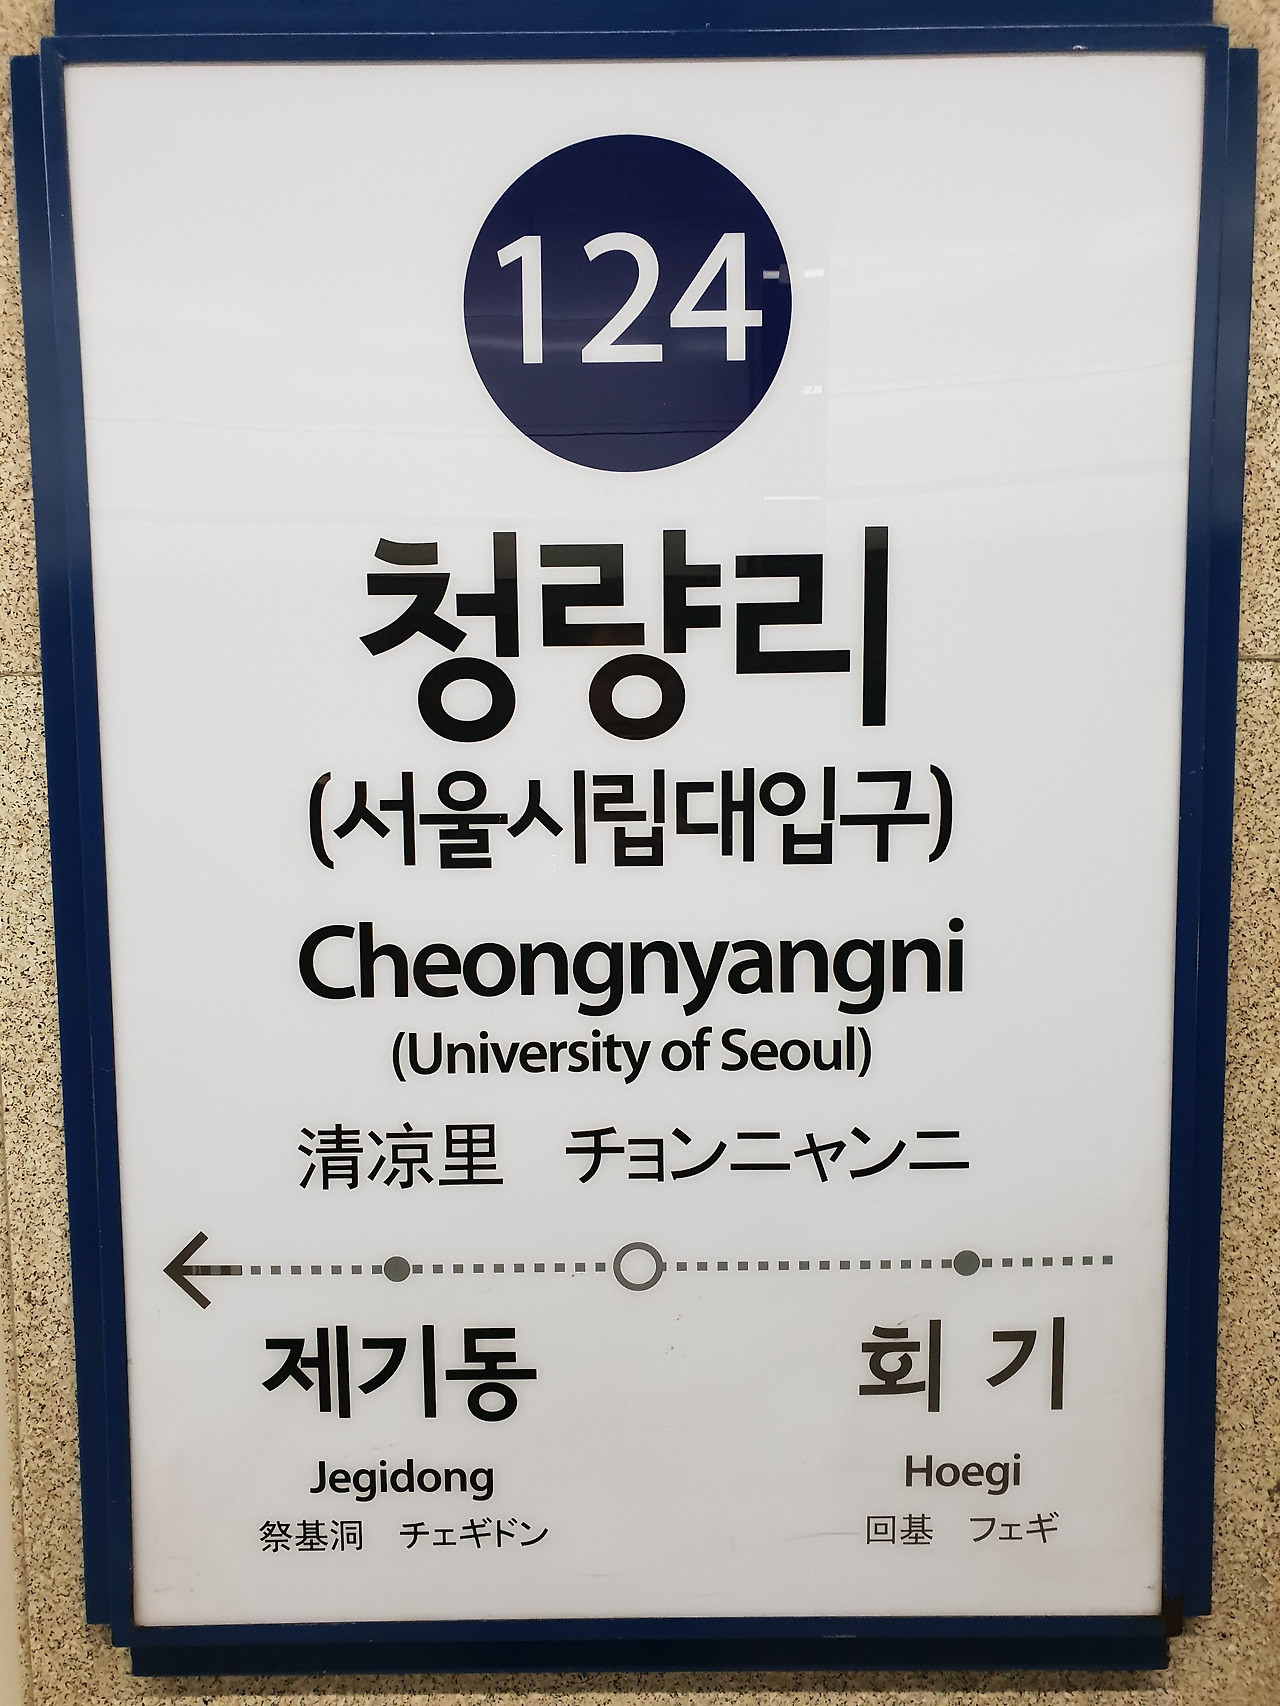 124
청량리
(서울시립대입구)
Cheongnyangni
(University of Seoul)
清凉里 チョンニャンニ
제기동 회기
Jegidong Hoegi
祭基洞 チェギドン 回基 フェギ